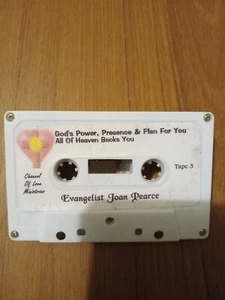 God's Power, Presence & Plan For You
All Of Heaven Backs You
Tape 3
Channel
Of Love
Ministries
Evangelist Joan Pearce